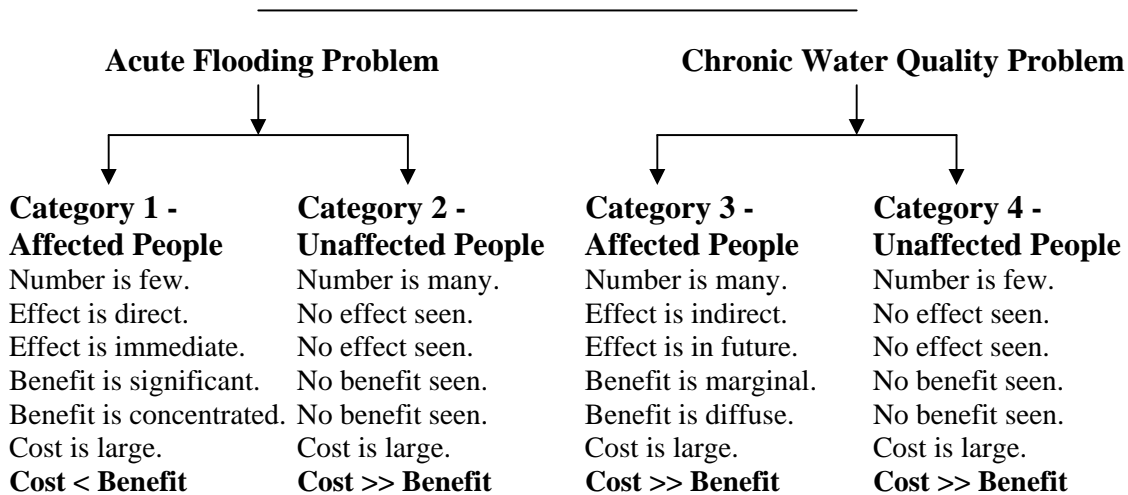 Acute Flooding Problem
Chronic Water Quality Problem
Category 1 -
Affected People
Number is few.
Effect is direct.
Effect is immediate.
Benefit is significant.
Benefit is concentrated.
Cost is large.
Cost < Benefit
Category 2 -
Unaffected People
Number is many.
No effect seen.
No effect seen.
No benefit seen.
No benefit seen.
Cost is large.
Cost >> Benefit
Category 3 -
Affected People
Number is many.
Effect is indirect.
Effect is in future.
Benefit is marginal.
Benefit is diffuse.
Cost is large.
Cost >> Benefit
Category 4 -
Unaffected People
Number is few.
No effect seen.
No effect seen.
No benefit seen.
No benefit seen.
Cost is large.
Cost >> Benefit